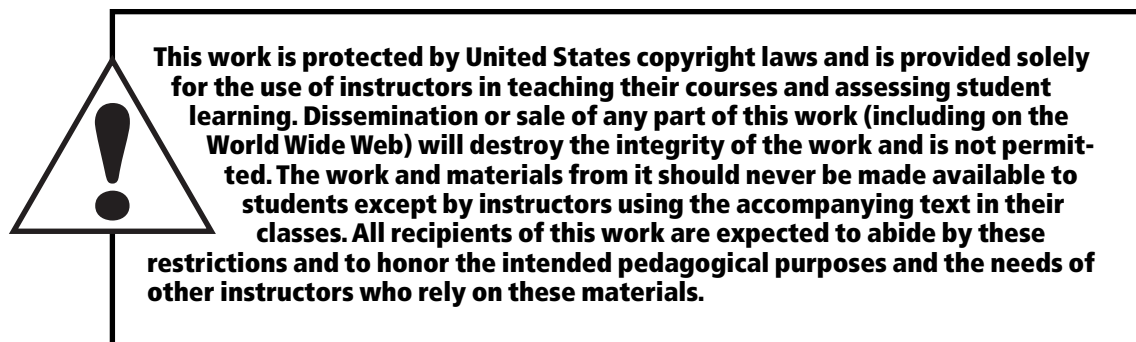 This work is protected by United States copyright laws and is provided solely
for the use of instructors in teaching their courses and assessing student
learning. Dissemination or sale of any part of this work (including on the
World Wide Web) will destroy the integrity of the work and is not permit-
ted. The work and materials from it should never be made available to
students except by instructors using the accompanying text in their
classes. All recipients of this work are expected to abide by these
restrictions and to honor the intended pedagogical purposes and the needs of
other instructors who rely on these materials.